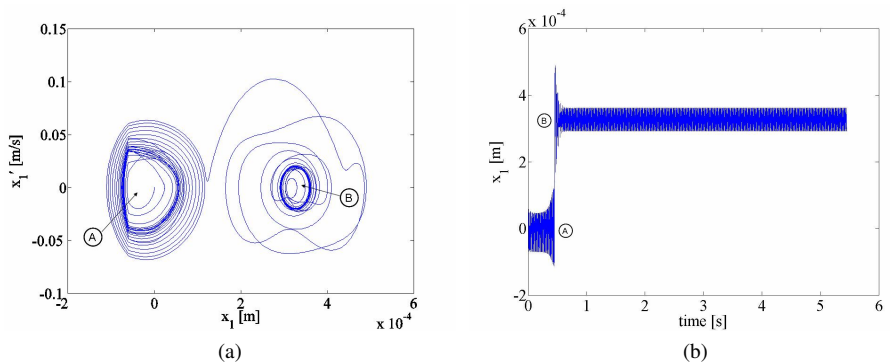 0.15
0.1
0.05
0
-0.05
-0.1
x₁′ [m/s]
A
B
-2 0 2 4 6
x₁ [m]
x 10⁻⁴
(a)
x 10⁻⁴
6
4
2
0
-2
x₁ [m]
B
A
0 1 2 3 4 5 6
time [s]
(b)